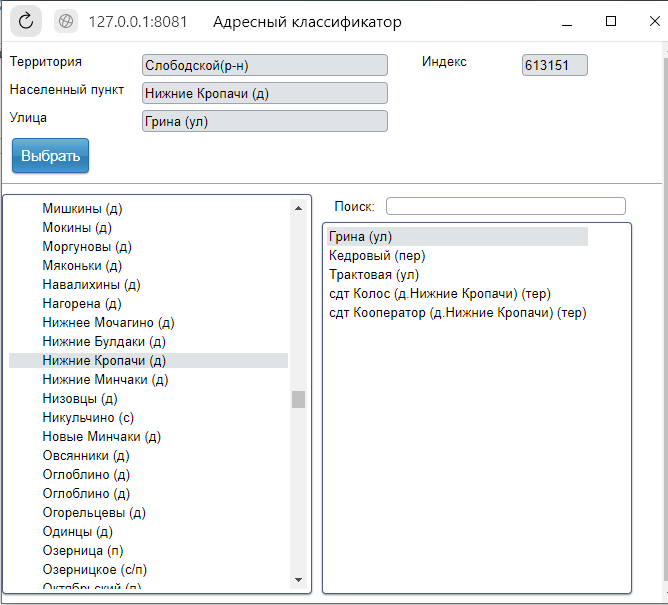 127.0.0.1:8081 Адресный классификатор
Территория Слободской(р-н) Индекс 613151
Населенный пункт Нижние Кропачи (д)
Улица Грина (ул)
Выбрать
Мишкины (д)
Мокины (д)
Моргуновы (д)
Мяконьки (д)
Навалихины (д)
Нагорена (д)
Нижнее Мочагино (д)
Нижние Булдаки (д)
Нижние Кропачи (д)
Нижние Минчаки (д)
Низовцы (д)
Никульчино (с)
Новые Минчаки (д)
Овсянники (д)
Оглоблино (д)
Оглоблино (д)
Огорельцевы (д)
Одинцы (д)
Озерница (п)
Озерницкое (с/п)
Октябрьский (п)
Поиск:
Грина (ул)
Кедровый (пер)
Трактовая (ул)
сдт Колос (д.Нижние Кропачи) (тер)
сдт Кооператор (д.Нижние Кропачи) (тер)